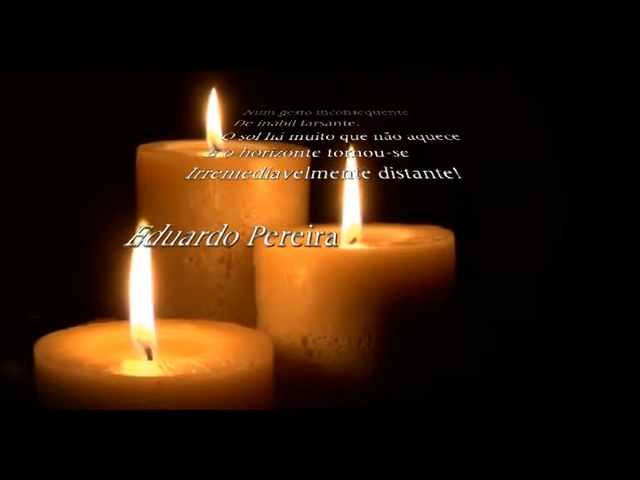 Num gesto inconsequente
De inábil farsante.
O sol há muito que não aquece
E o horizonte tornou-se
Irremediavelmente distante!
Eduardo Pereira